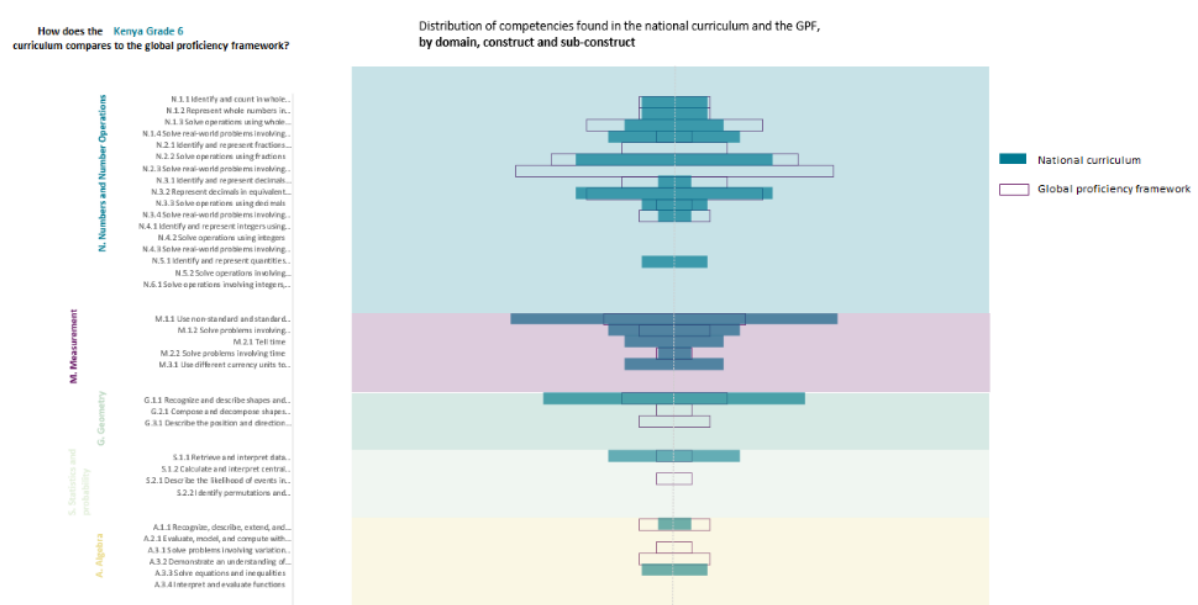 How does the Kenya Grade 6
curriculum compares to the global proficiency framework?
Distribution of competencies found in the national curriculum and the GPF,
by domain, construct and sub-construct
N. Numbers and Number Operations
N.1.1 Identify and count in whole...
N.1.2 Represent whole numbers in...
N.1.3 Solve operations using whole...
N.1.4 Solve real-world problems involving...
N.2.1 Identify and represent fractions...
N.2.2 Solve operations using fractions
N.2.3 Solve real-world problems involving...
N.3.1 Identify and represent decimals...
N.3.2 Represent decimals in equivalent...
N.3.3 Solve operations using decimals
N.3.4 Solve real-world problems involving...
N.4.1 Identify and represent integers using...
N.4.2 Solve operations using integers
N.4.3 Solve real-world problems involving...
N.5.1 Identify and represent quantities...
N.5.2 Solve operations involving...
N.6.1 Solve operations involving integers,...
M. Measurement
M.1.1 Use non-standard and standard...
M.1.2 Solve problems involving...
M.2.1 Tell time
M.2.2 Solve problems involving time
M.3.1 Use different currency units to...
G. Geometry
G.1.1 Recognize and describe shapes and...
G.2.1 Compose and decompose shapes...
G.3.1 Describe the position and direction...
S. Statistics and
probability
S.1.1 Retrieve and interpret data...
S.1.2 Calculate and interpret central...
S.2.1 Describe the likelihood of events in...
S.2.2 Identify permutations and...
A. Algebra
A.1.1 Recognize, describe, extend, and...
A.2.1 Evaluate, model, and compute with...
A.3.1 Solve problems involving variation...
A.3.2 Demonstrate an understanding of...
A.3.3 Solve equations and inequalities
A.3.4 Interpret and evaluate functions
National curriculum
Global proficiency framework